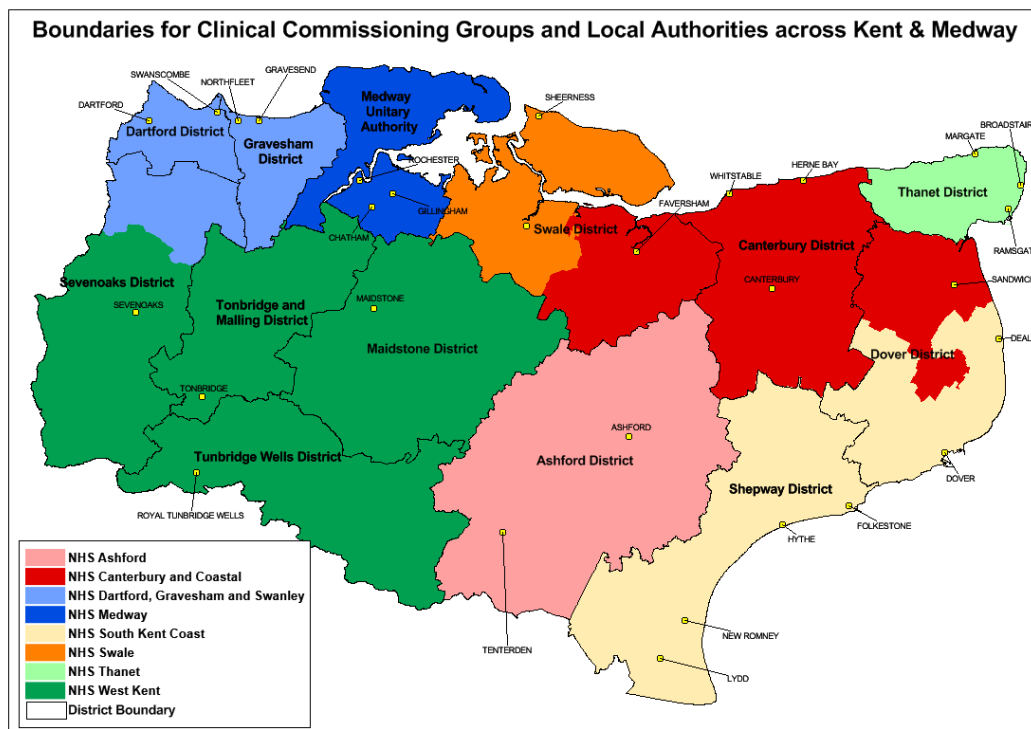 Boundaries for Clinical Commissioning Groups and Local Authorities across Kent & Medway
GRAVESEND
SWANSCOMBE
NORTHFLEET
DARTFORD
Dartford District
Gravesham
District
Medway
Unitary
Authority
SHEERNESS
BROADSTAIR
MARGATE
ROCHESTER
HERNE BAY
WHITSTABLE
Thanet District
GILLINGHAM
FAVERSHAM
CHATHAM
Swale District
Canterbury District
RAMSGAT
Sevenoaks District
SEVENOAKS
Tonbridge and
Malling District
MAIDSTONE
CANTERBURY
SANDWICH
Maidstone District
Dover District
DEAL
TONBRIDGE
ASHFORD
Tunbridge Wells District
Ashford District
DOVER
Shepway District
ROYAL TUNBRIDGE WELLS
FOLKESTONE
HYTHE
NEW ROMNEY
TENTERDEN
LYDD
NHS Ashford
NHS Canterbury and Coastal
NHS Dartford, Gravesham and Swanley
NHS Medway
NHS South Kent Coast
NHS Swale
NHS Thanet
NHS West Kent
District Boundary